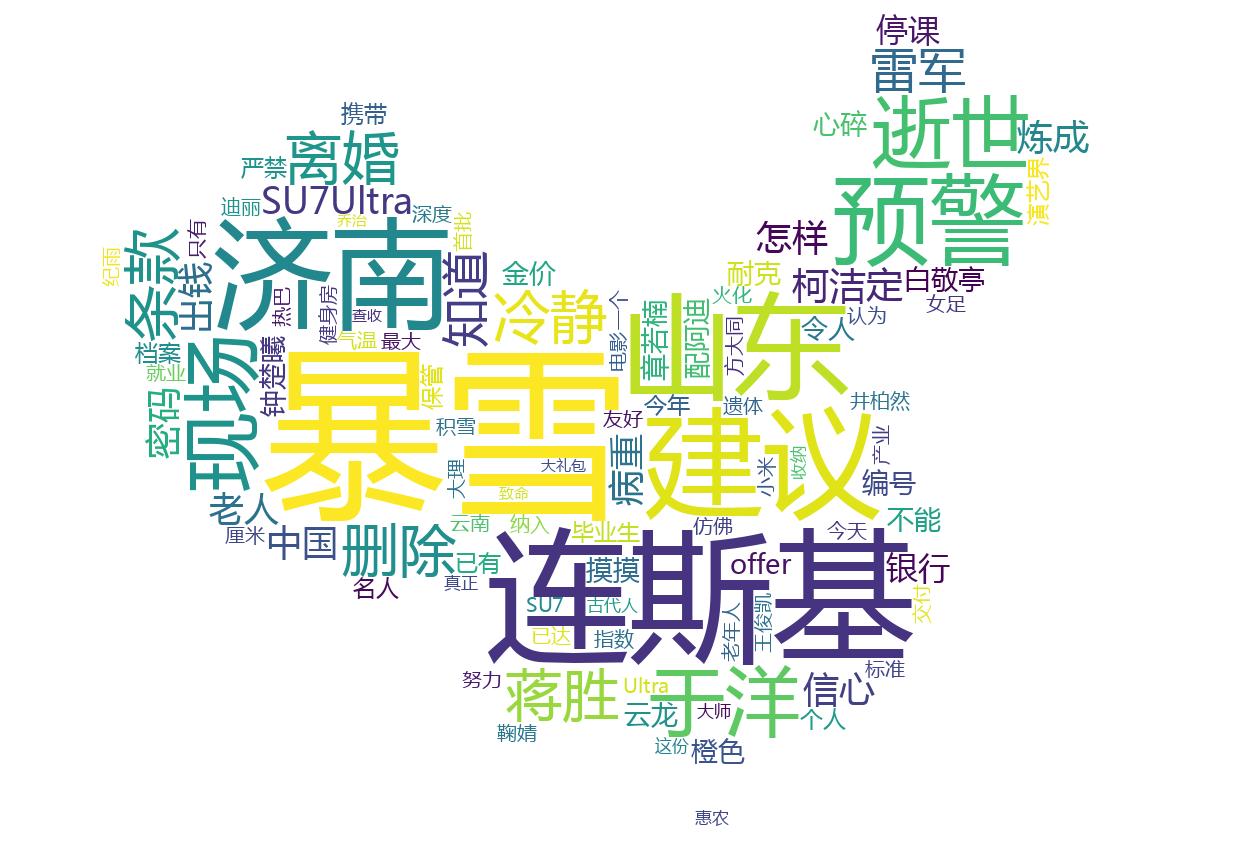 停课
雷军
心碎
逝世
炼成
携带
离婚
严禁
演艺界
预警
迪丽
SU7Ultra
深度
乔治
首批
只有
条款
济南
知道
怎样
纪雨
出钱
金价
耐克
柯洁定
白敬亭
热巴
健身房
查收
冷静
电影一个
章若楠
配阿迪
火化
山东
女足
方大同
令人
认为
气温
最大
档案
就业
现场
钟楚曦
暴雪
保管
密码
积雪
友好
今年
遗体
井柏然
病重
建议
产业
大理
大礼包
致命
小米
收纳
编号
老人
厘米
中国
删除
云南
纳入
毕业生
仿佛
今天
不能
已有
连斯基
摸摸
offer
银行
名人
真正
SU7
古代人
已达
指数
老年人
王俊凯
交付
标准
努力
蒋胜
Ultra
于洋
信心
云龙
大师
个人
鞠婧
这份
橙色
惠农